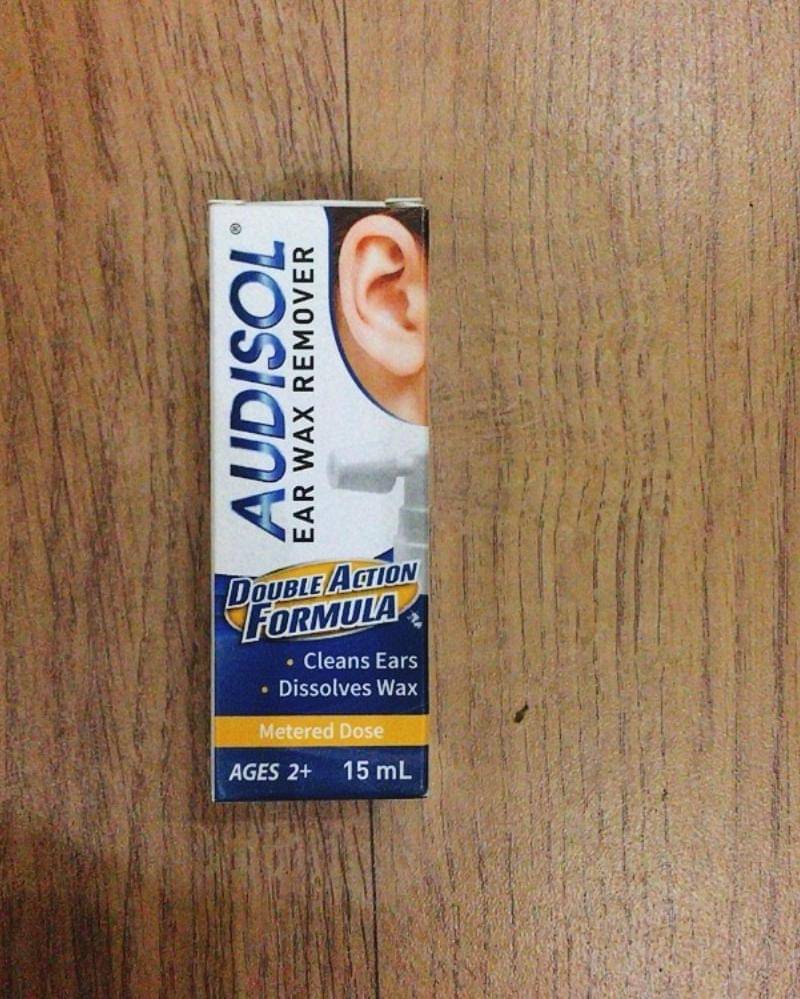 AUDISOL®
EAR WAX REMOVER
DOUBLE ACTION
FORMULA
• Cleans Ears
• Dissolves Wax
Metered Dose
AGES 2+ 15 mL